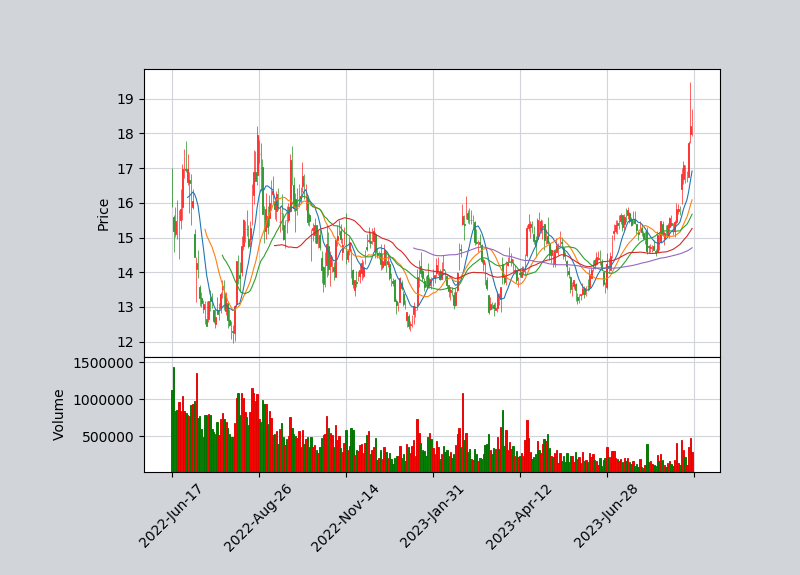 19
18
17
16
15
14
13
12
Price
1500000
1000000
500000
Volume
2022-Jun-17
2022-Aug-26
2022-Nov-14
2023-Jan-31
2023-Apr-12
2023-Jun-28